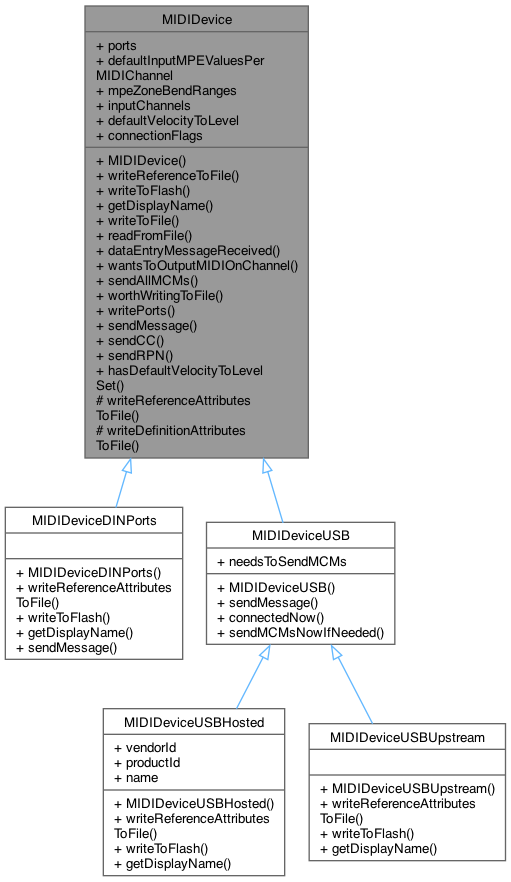 MIDIDevice
+ ports
+ defaultInputMPEValuesPer
MIDIChannel
+ mpeZoneBendRanges
+ inputChannels
+ defaultVelocityToLevel
+ connectionFlags
+ MIDIDevice()
+ writeReferenceToFile()
+ writeToFlash()
+ getDisplayName()
+ writeToFile()
+ readFromFile()
+ dataEntryMessageReceived()
+ wantsToOutputMIDIOnChannel()
+ sendAllMCMs()
+ worthWritingToFile()
+ writePorts()
+ sendMessage()
+ sendCC()
+ sendRPN()
+ hasDefaultVelocityToLevel
Set()
# writeReferenceAttributes
ToFile()
# writeDefinitionAttributes
ToFile()
MIDIDeviceDINPorts
+ MIDIDeviceDINPorts()
+ writeReferenceAttributes
ToFile()
+ writeToFlash()
+ getDisplayName()
+ sendMessage()
MIDIDeviceUSB
+ needsToSendMCMs
+ MIDIDeviceUSB()
+ sendMessage()
+ connectedNow()
+ sendMCMsNowIfNeeded()
MIDIDeviceUSBHosted
+ vendorId
+ productId
+ name
+ MIDIDeviceUSBHosted()
+ writeReferenceAttributes
ToFile()
+ writeToFlash()
+ getDisplayName()
MIDIDeviceUSBUpstream
+ MIDIDeviceUSBUpstream()
+ writeReferenceAttributes
ToFile()
+ writeToFlash()
+ getDisplayName()